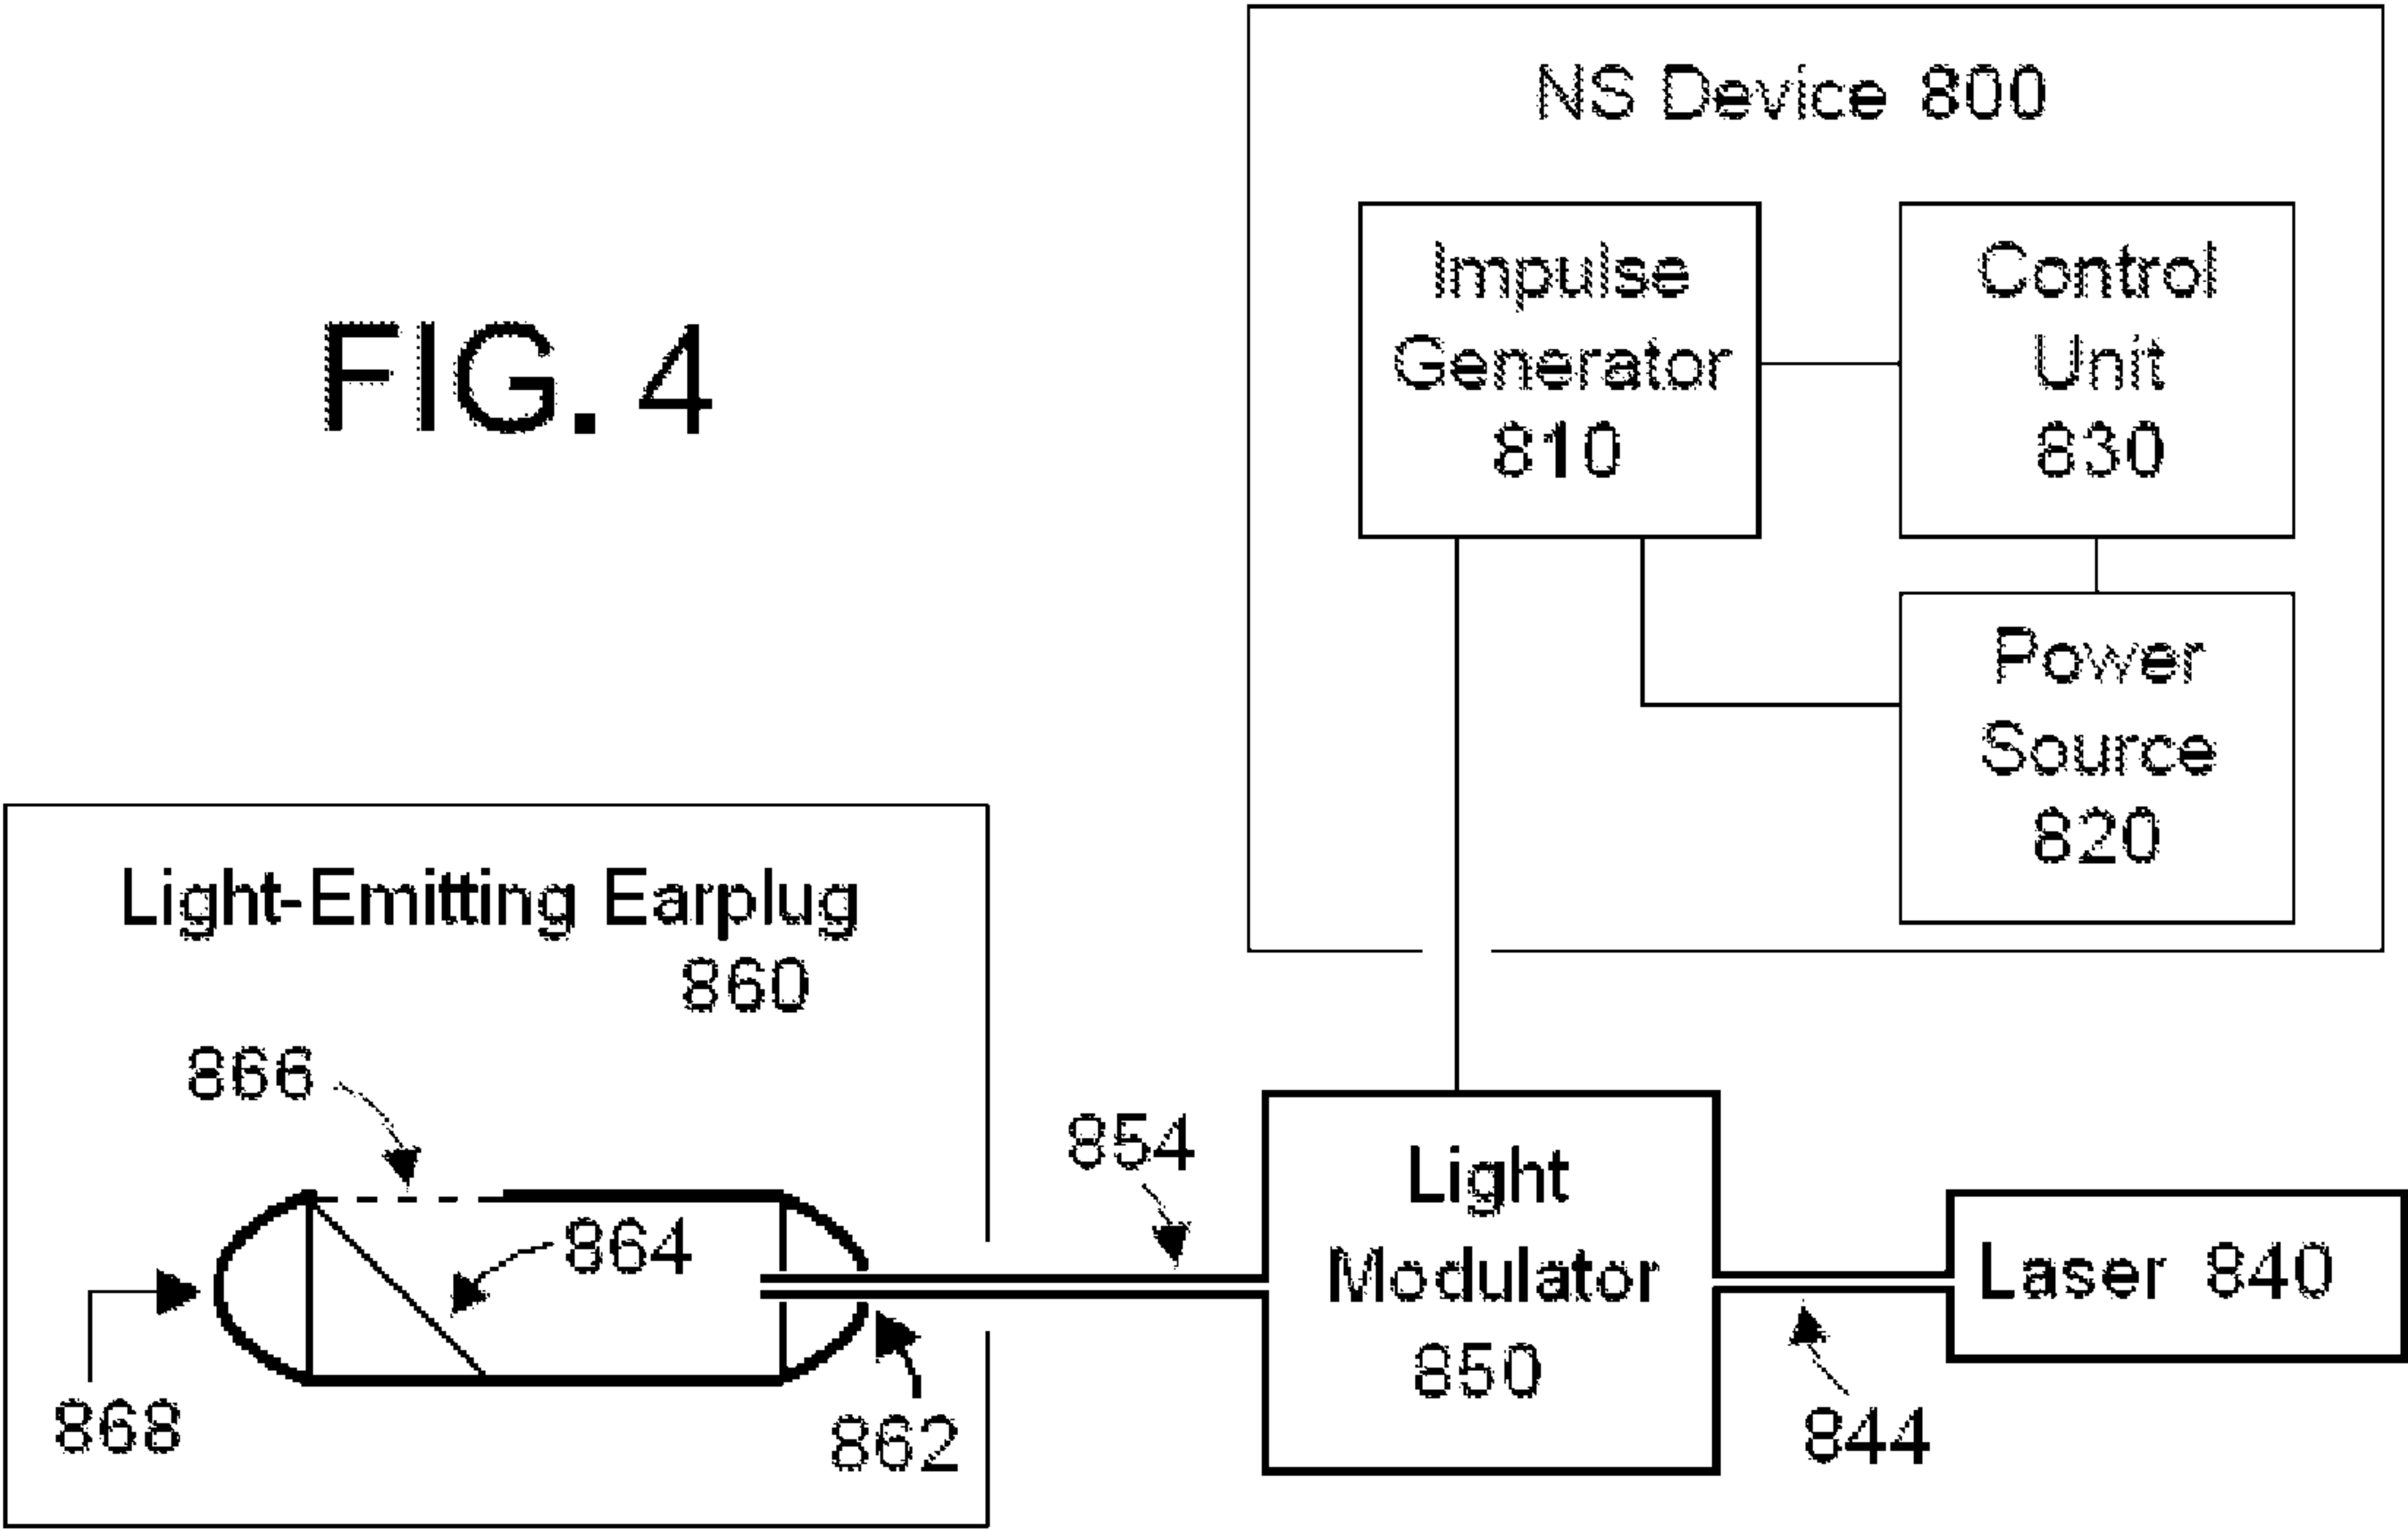 NS Device 800
Impulse
Generator
810
Control
Unit
830
FIG. 4
Power
Source
820
Light-Emitting Earplug
860
866
864
868
862
854
Light
Modulator
850
844
Laser 840